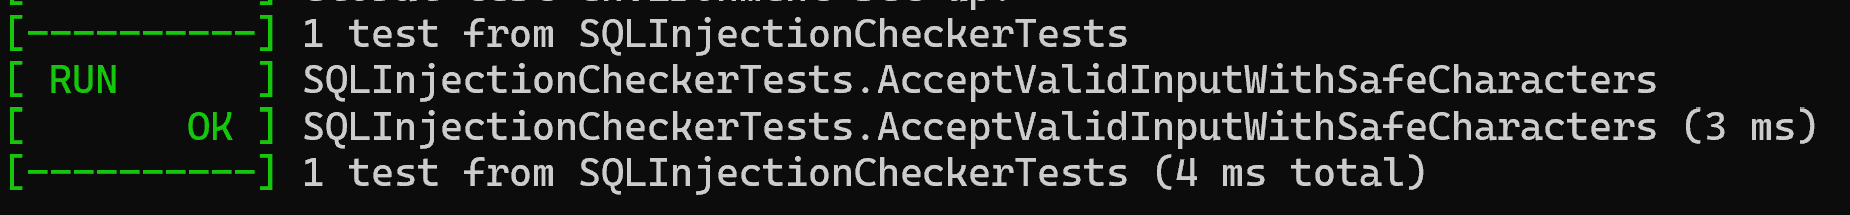 [----------] 1 test from SQLInjectionCheckerTests
[ RUN      ] SQLInjectionCheckerTests.AcceptValidInputWithSafeCharacters
[       OK ] SQLInjectionCheckerTests.AcceptValidInputWithSafeCharacters (3 ms)
[----------] 1 test from SQLInjectionCheckerTests (4 ms total)